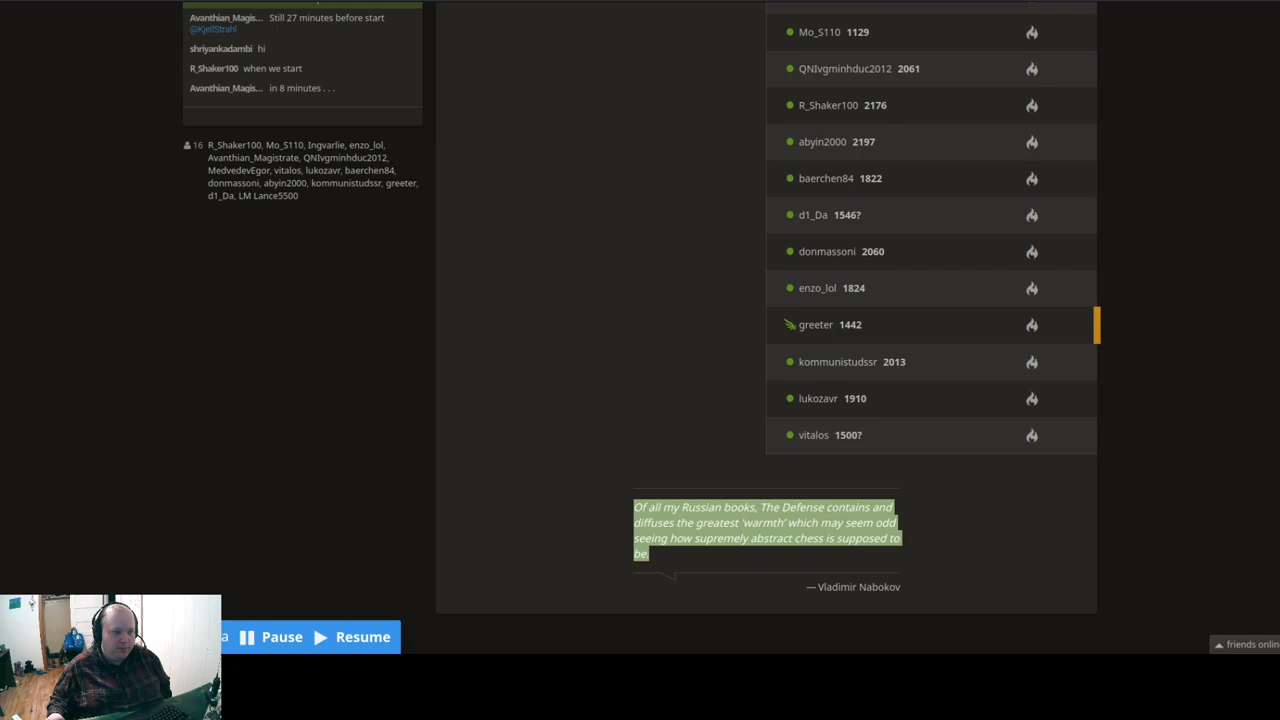 Avanthian_Magis... Still 27 minutes before start
@KjellStrahl
shriyankadambi hi
R_Shaker100 when we start
Avanthian_Magis... in 8 minutes . . .
16 R_Shaker100, Mo_S110, Ingvarlie, enzo_lol,
Avanthian_Magistrate, QNIvgminhduc2012,
MedvedevEgor, vitalos, lukozavr, baerchen84,
donmassoni, abyin2000, kommunistudssr, greeter,
d1_Da, LM Lance5500
Mo_S110 1129
QNIvgminhduc2012 2061
R_Shaker100 2176
abyin2000 2197
baerchen84 1822
d1_Da 1546?
donmassoni 2060
enzo_lol 1824
greeter 1442
kommunistudssr 2013
lukozavr 1910
vitalos 1500?
Of all my Russian books, The Defense contains and
diffuses the greatest 'warmth' which may seem odd
seeing how supremely abstract chess is supposed to
be.
— Vladimir Nabokov
a Pause Resume
friends onlin